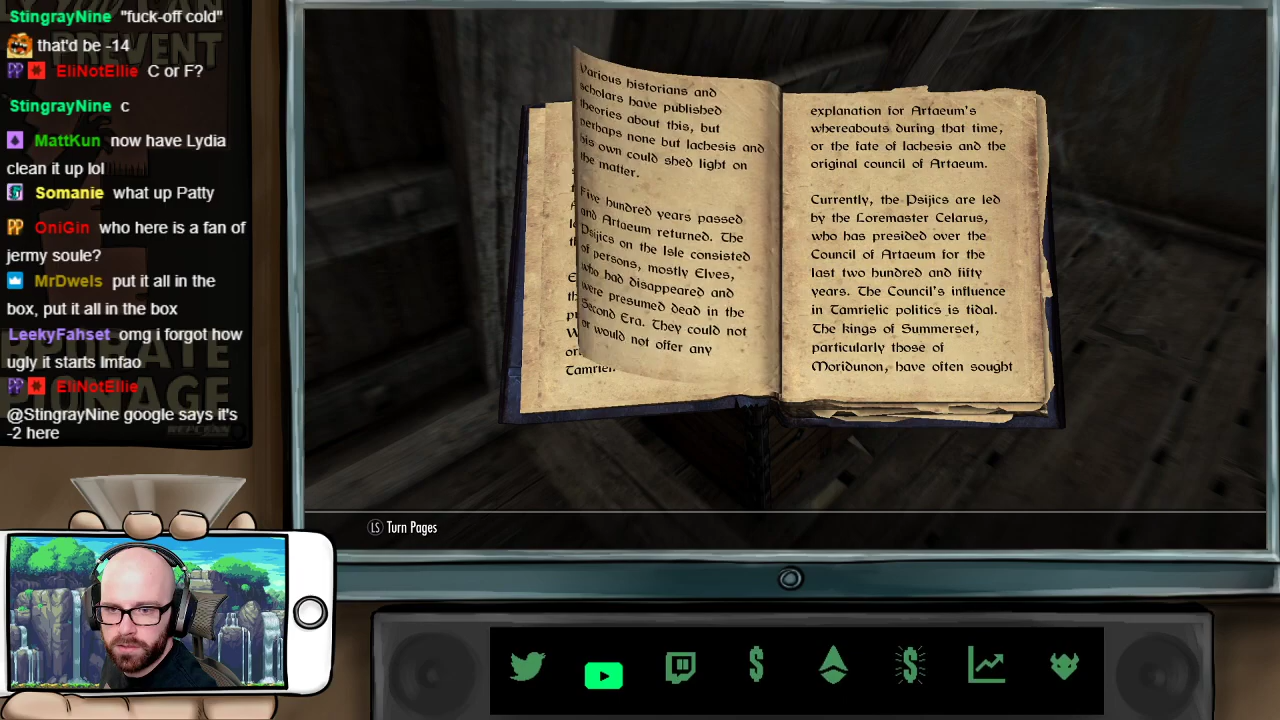 StingrayNine "fuck-off cold"
that'd be -14
EliNotEllie C or F?
StingrayNine c
MattKun now have Lydia
clean it up lol
Somanie what up Patty
OniGin who here is a fan of
jermy soule?
MrDwels put it all in the
box, put it all in the box
LeekyFahset omg i forgot how
ugly it starts lmfao
EliNotEllie
@StingrayNine google says it's
-2 here
PREVENT
Various historians and
scholars have published
theories about this, but
perhaps none but Iachesis and
his own could shed light on
the matter.
Five hundred years passed
and Artaeum returned. The
Psijics on the Isle consisted
of persons, mostly Elves,
who had disappeared and
were presumed dead in the
Second Era. They could not
or would not offer any
Tamriel
explanation for Artaeum's
whereabouts during that time,
or the fate of Iachesis and the
original council of Artaeum.
Currently, the Psijics are led
by the Loremaster Celarus,
who has presided over the
Council of Artaeum for the
last two hundred and fifty
years. The Council's influence
in Tamrielic politics is tidal.
The kings of Summerset,
particularly those of
Moridunon, have often sought
LS Turn Pages